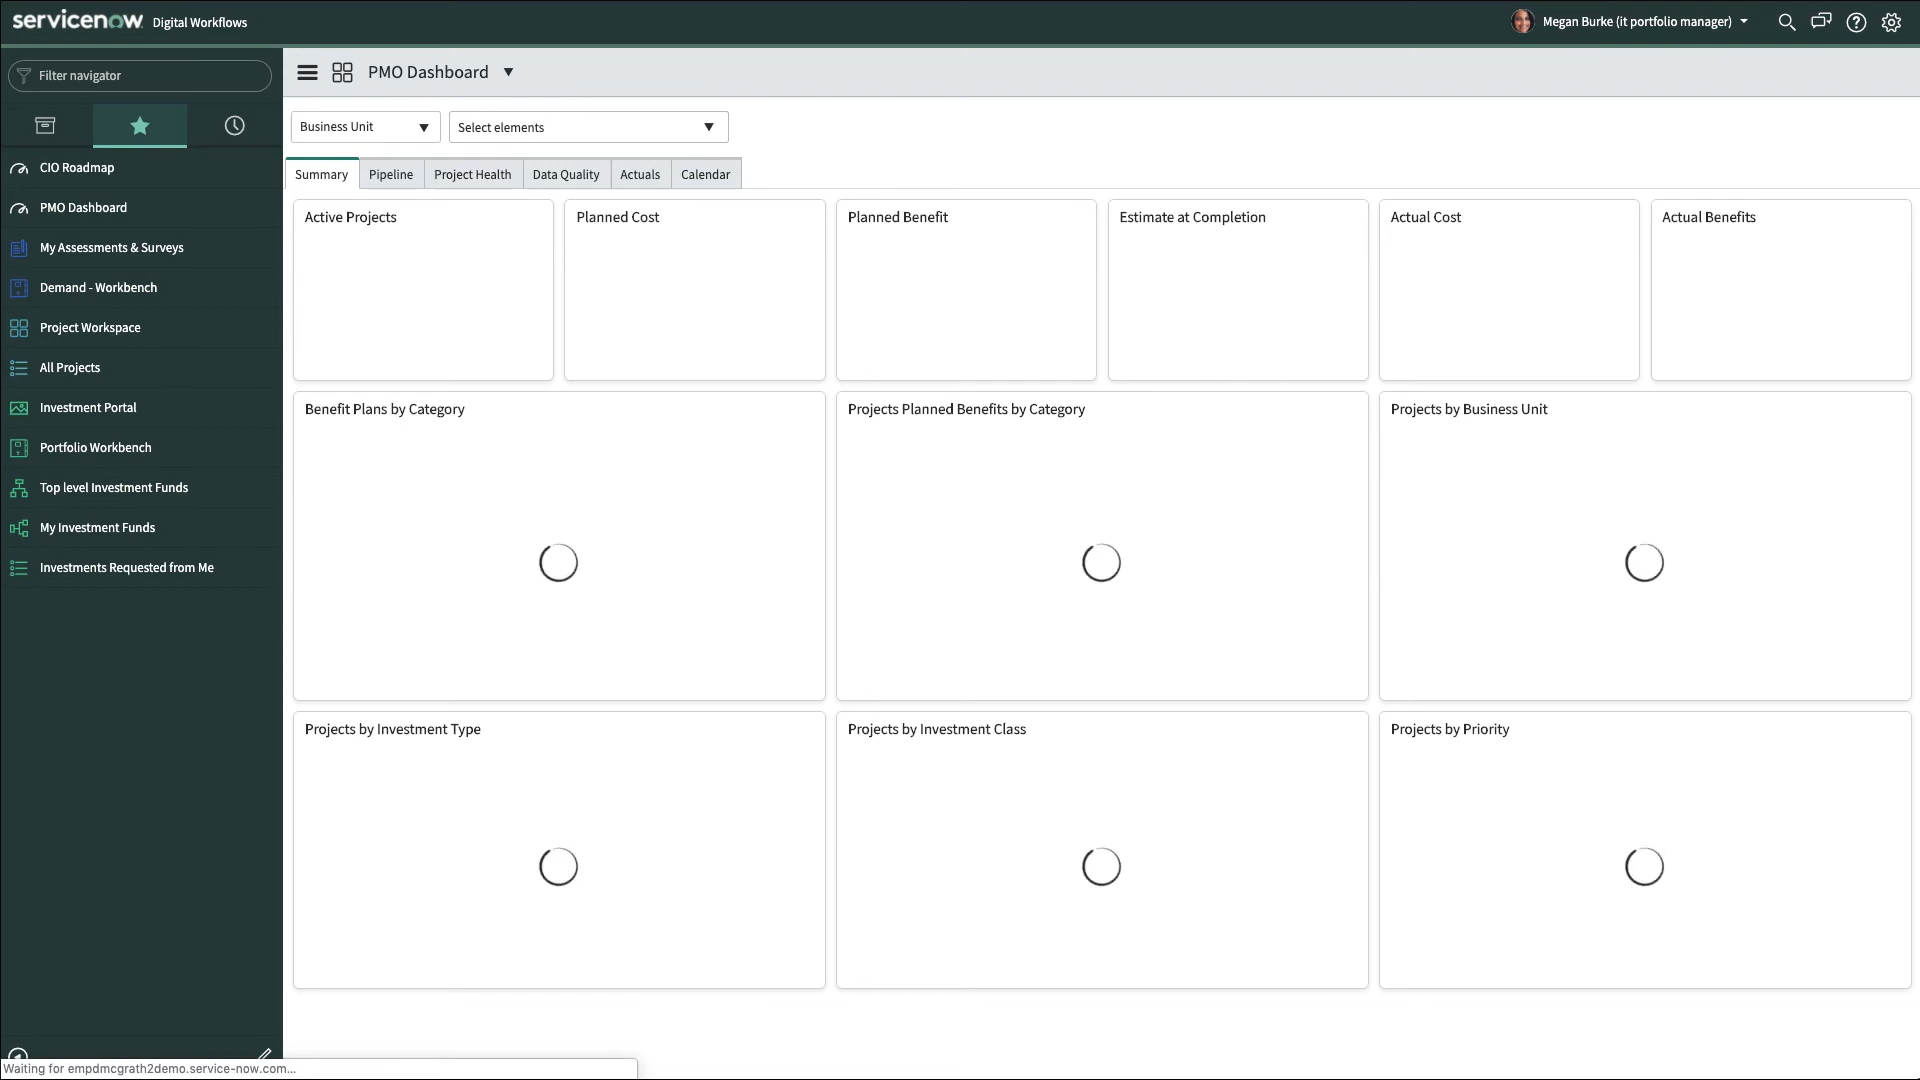 servicenow Digital Workflows
Megan Burke (it portfolio manager)
Filter navigator
PMO Dashboard
Business Unit
Select elements
Summary
Pipeline
Project Health
Data Quality
Actuals
Calendar
CIO Roadmap
PMO Dashboard
My Assessments & Surveys
Demand - Workbench
Project Workspace
All Projects
Investment Portal
Portfolio Workbench
Top level Investment Funds
My Investment Funds
Investments Requested from Me
Active Projects
Planned Cost
Planned Benefit
Estimate at Completion
Actual Cost
Actual Benefits
Benefit Plans by Category
Projects Planned Benefits by Category
Projects by Business Unit
Projects by Investment Type
Projects by Investment Class
Projects by Priority
Waiting for empdmcgrath2demo.service-now.com...